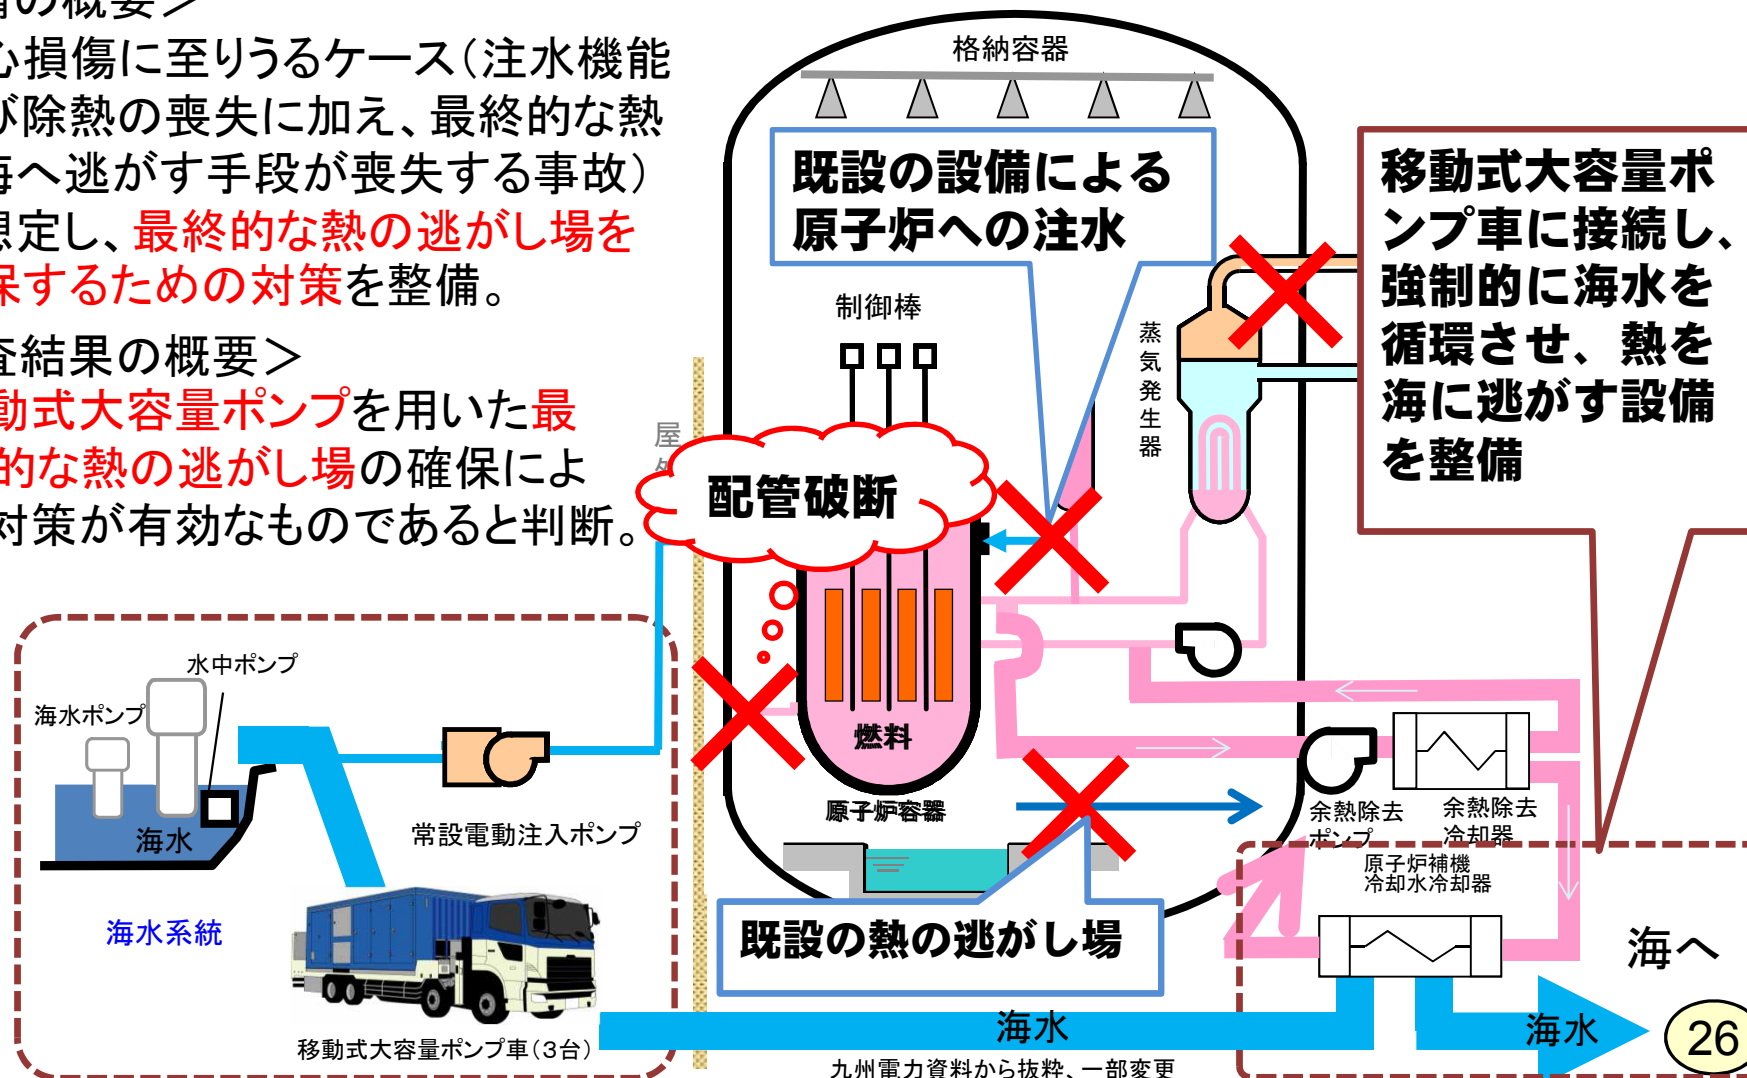 の概要＞
損傷に至りうるケース（注水機能
除熱の喪失に加え、最終的な熱
へ逃がす手段が喪失する事故）
想定し、最終的な熱の逃がし場を
保するための対策を整備。
査結果の概要＞
動式大容量ポンプを用いた最
的な熱の逃がし場の確保によ
対策が有効なものであると判断。
格納容器
既設の設備による
原子炉への注水
移動式大容量ポ
ンプ車に接続し、
強制的に海水を
循環させ、熱を
海に逃がす設備
を整備
制御棒
蒸気発生器
屋
配管破断
燃料
原子炉容器
水中ポンプ
海水ポンプ
海水
常設電動注入ポンプ
海水系統
移動式大容量ポンプ車（3台）
余熱除去
ポンプ
余熱除去
冷却器
原子炉補機
冷却水冷却器
既設の熱の逃がし場
海へ
海水
海水
26
九州電力資料から抜粋、一部変更